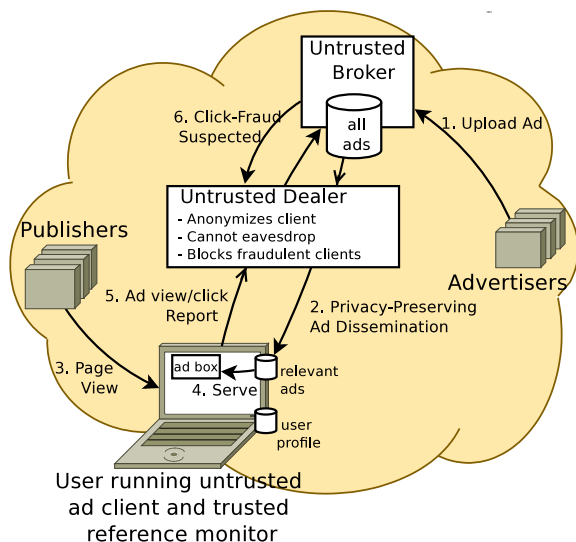 Untrusted
Broker
6. Click-Fraud
Suspected
all
ads
1. Upload Ad
Untrusted Dealer
- Anonymizes client
- Cannot eavesdrop
- Blocks fraudulent clients
Publishers
Advertisers
5. Ad view/click
Report
2. Privacy-Preserving
Ad Dissemination
3. Page
View
ad box
4. Serve
relevant
ads
user
profile
User running untrusted
ad client and trusted
reference monitor